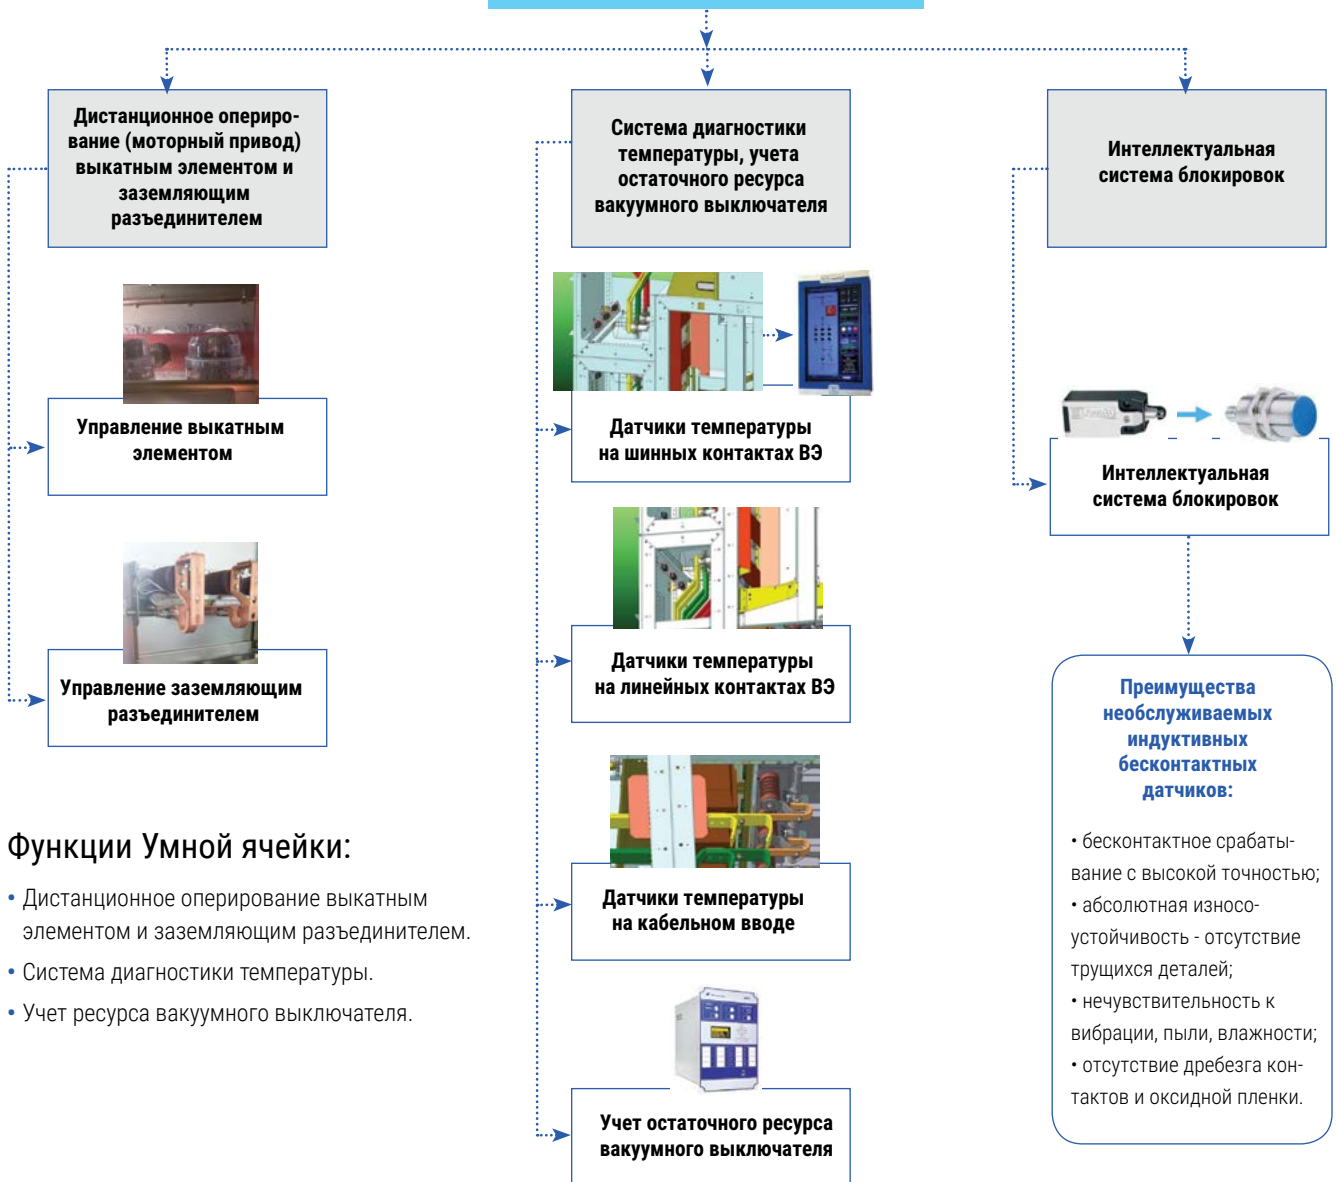 Дистанционное опериро-
вание (моторный привод)
выкатным элементом и
заземляющим
разъединителем
Управление выкатным
элементом
Управление заземляющим
разъединителем
Система диагностики
температуры, учета
остаточного ресурса
вакуумного выключателя
Датчики температуры
на шинных контактах ВЭ
Датчики температуры
на линейных контактах ВЭ
Датчики температуры
на кабельном вводе
Учет остаточного ресурса
вакуумного выключателя
Интеллектуальная
система блокировок
Интеллектуальная
система блокировок
Преимущества
необслуживаемых
индуктивных
бесконтактных
датчиков:
• бесконтактное срабаты-
вание с высокой точностью;
• абсолютная износо-
устойчивость - отсутствие
трущихся деталей;
• нечувствительность к
вибрации, пыли, влажности;
• отсутствие дребезга кон-
тактов и оксидной пленки.
Функции Умной ячейки:
• Дистанционное оперирование выкатным
элементом и заземляющим разъединителем.
• Система диагностики температуры.
• Учет ресурса вакуумного выключателя.